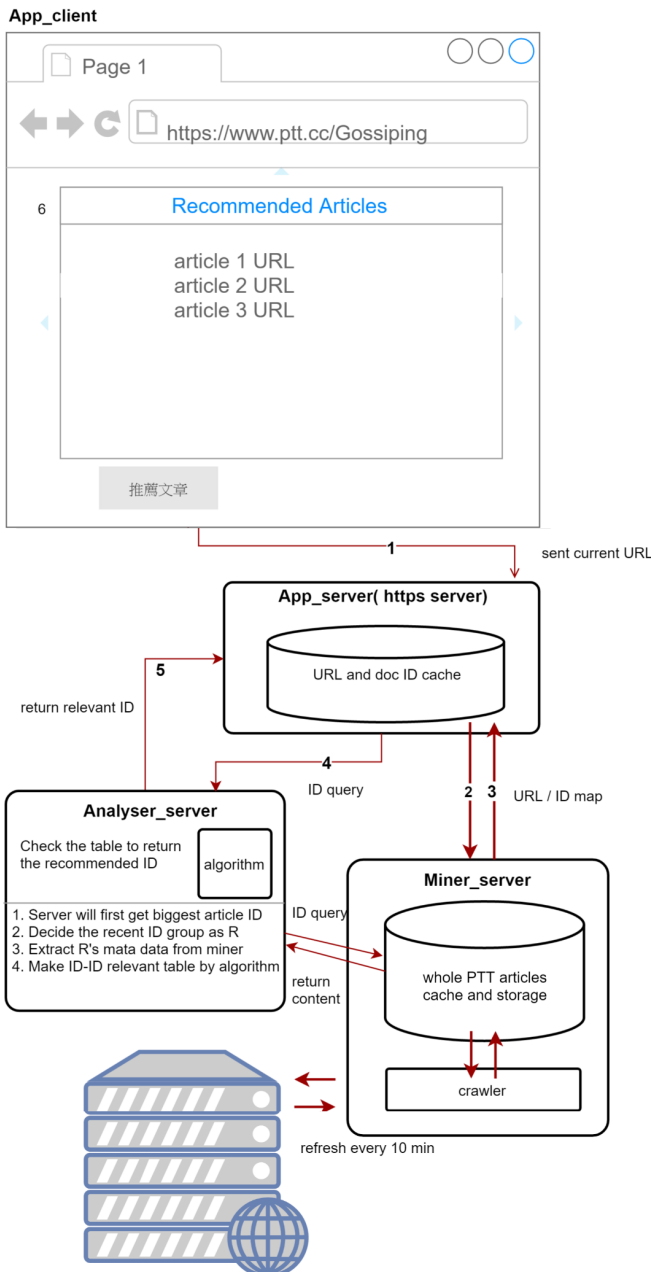 App_client
Page 1
https://www.ptt.cc/Gossiping
6
Recommended Articles
article 1 URL
article 2 URL
article 3 URL
推薦文章
1
sent current URL
App_server( https server)
URL and doc ID cache
5
return relevant ID
4
ID query
2
3
URL / ID map
Analyser_server
Check the table to return
the recommended ID
algorithm
1. Server will first get biggest article ID
2. Decide the recent ID group as R
3. Extract R's mata data from miner
4. Make ID-ID relevant table by algorithm
ID query
return
content
Miner_server
whole PTT articles
cache and storage
crawler
refresh every 10 min